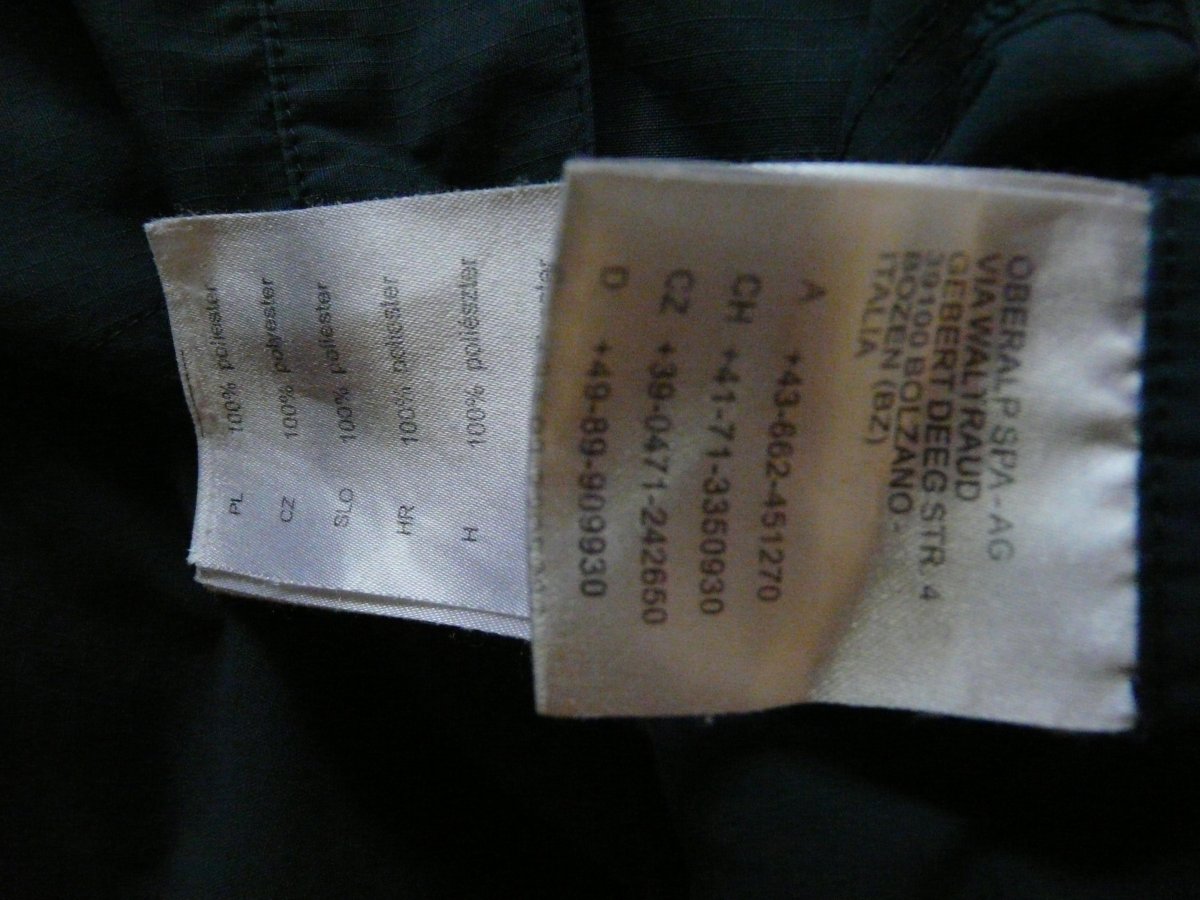 OBERALP SPA - AG
VIA WALTRAUD
GEBERT DEEG STR. 4
39100 BOLZANO -
BOZEN (BZ)
ITALIA
A +43-662-451270
CH +41-71-3350930
CZ +39-0471-242650
D +49-89-909930
H 100% poliészter
HR 100% poliester
SLO 100% poliester
CZ 100% polyester
PL 100% poliester